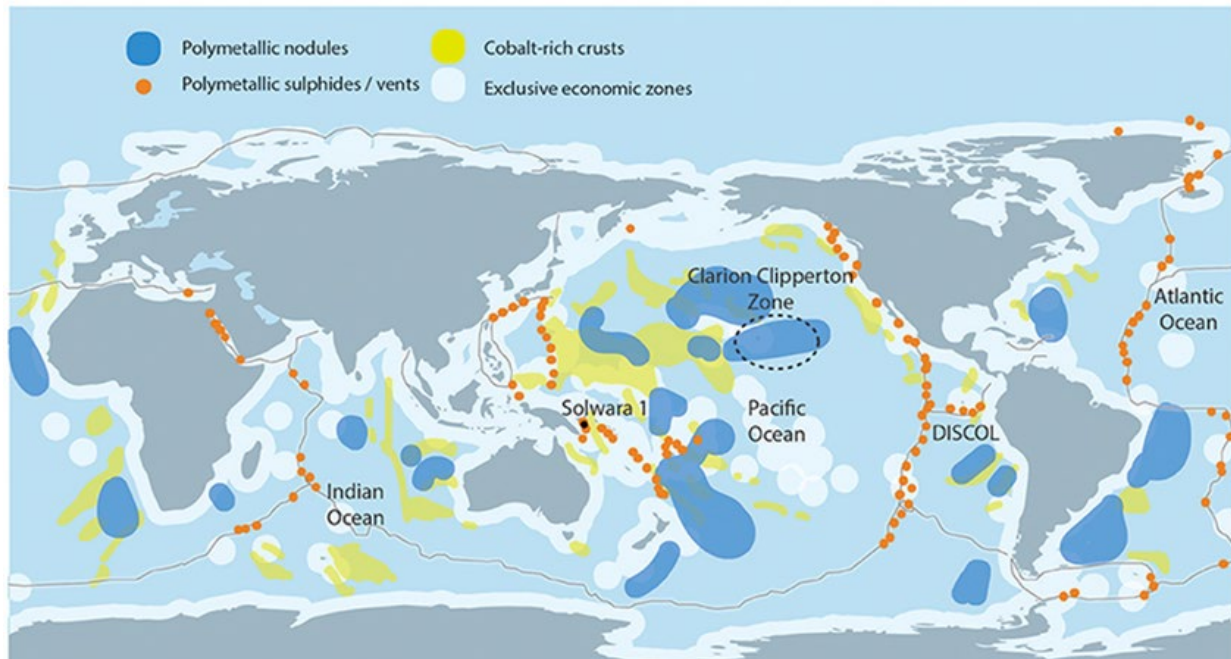 Polymetallic nodules
Cobalt-rich crusts
Polymetallic sulphides / vents
Exclusive economic zones
Clarion Clipperton
Zone
Atlantic
Ocean
Solwara 1
Pacific
Ocean
DISCOL
Indian
Ocean